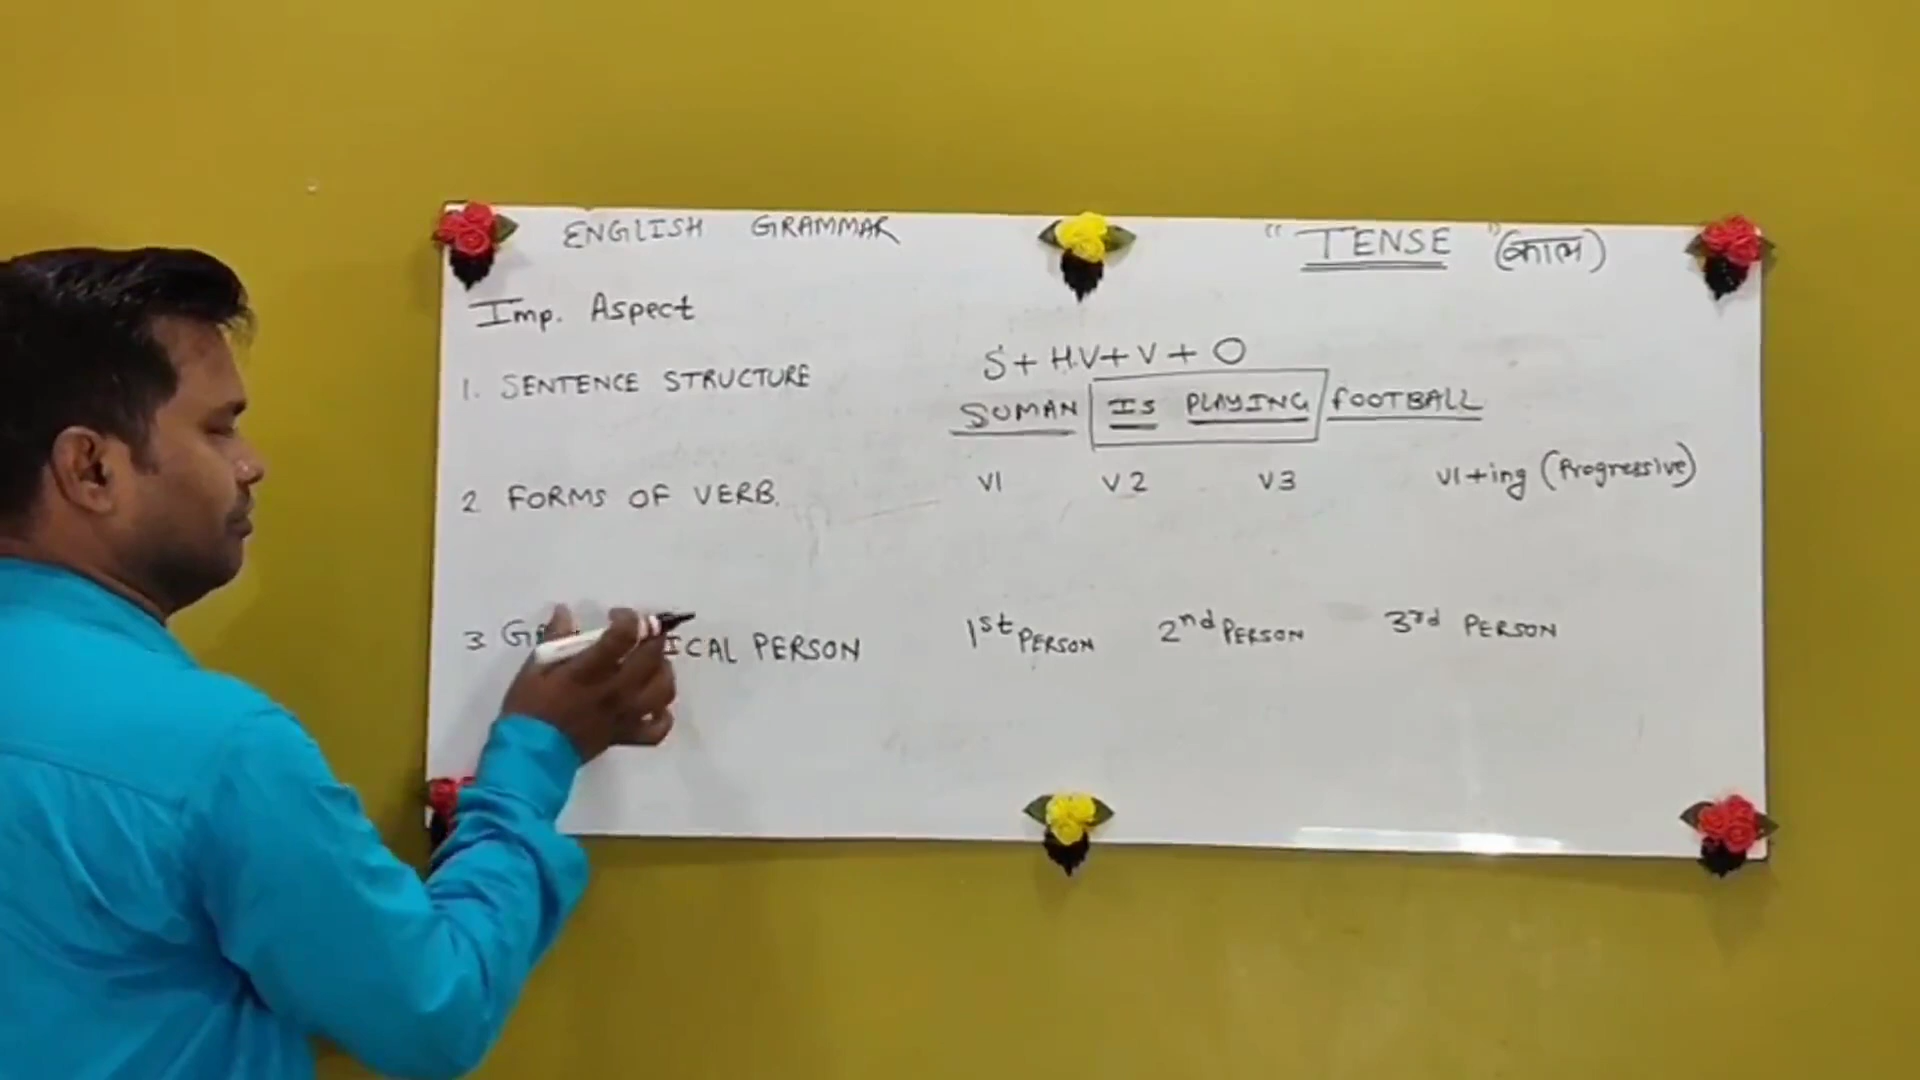 ENGLISH GRAMMAR
"TENSE" (काल)
Imp. Aspect
1. SENTENCE STRUCTURE
S + H.V + V + O
SUMAN IS PLAYING FOOTBALL
2 FORMS OF VERB.
V1 V2 V3 V1+ing (Progressive)
3 ICAL PERSON
1st PERSON 2nd PERSON 3rd PERSON